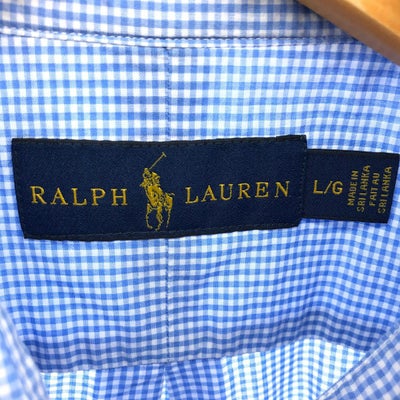 RALPH LAUREN
L/G
MADE IN
SRI LANKA
FAIT AU
SRI LANKA